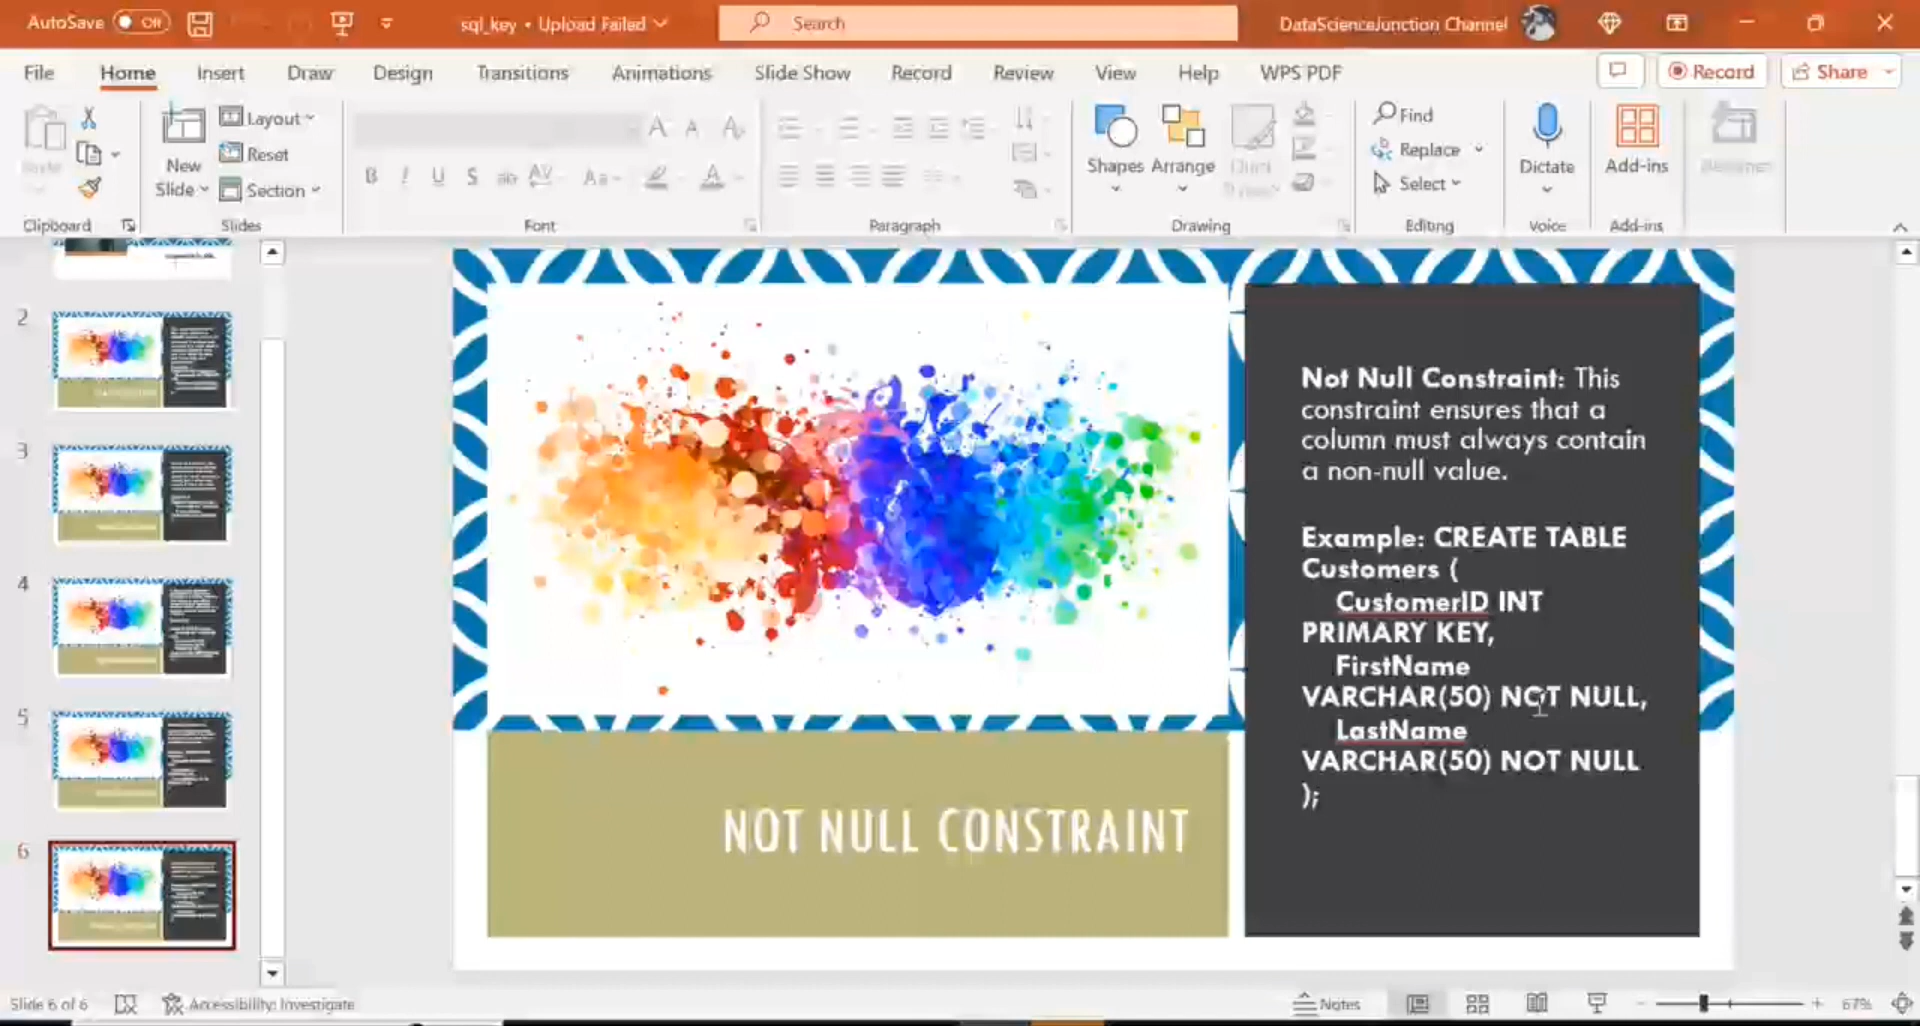 AutoSave Off sql_key • Upload Failed Search DataScienceJunction Channel
File Home Insert Draw Design Transitions Animations Slide Show Record Review View Help WPS PDF Record Share
Layout
Reset
Section
New
Slide
Shapes
Arrange
Find
Replace
Select
Dictate
Add-ins
Clipboard Slides Font Paragraph Drawing Editing Voice Add-ins
2
3
4
5
6
Not Null Constraint: This
constraint ensures that a
column must always contain
a non-null value.
Example: CREATE TABLE
Customers (
CustomerID INT
PRIMARY KEY,
FirstName
VARCHAR(50) NOT NULL,
LastName
VARCHAR(50) NOT NULL
);
NOT NULL CONSTRAINT
Slide 6 of 6 Accessibility: Investigate Notes 67%